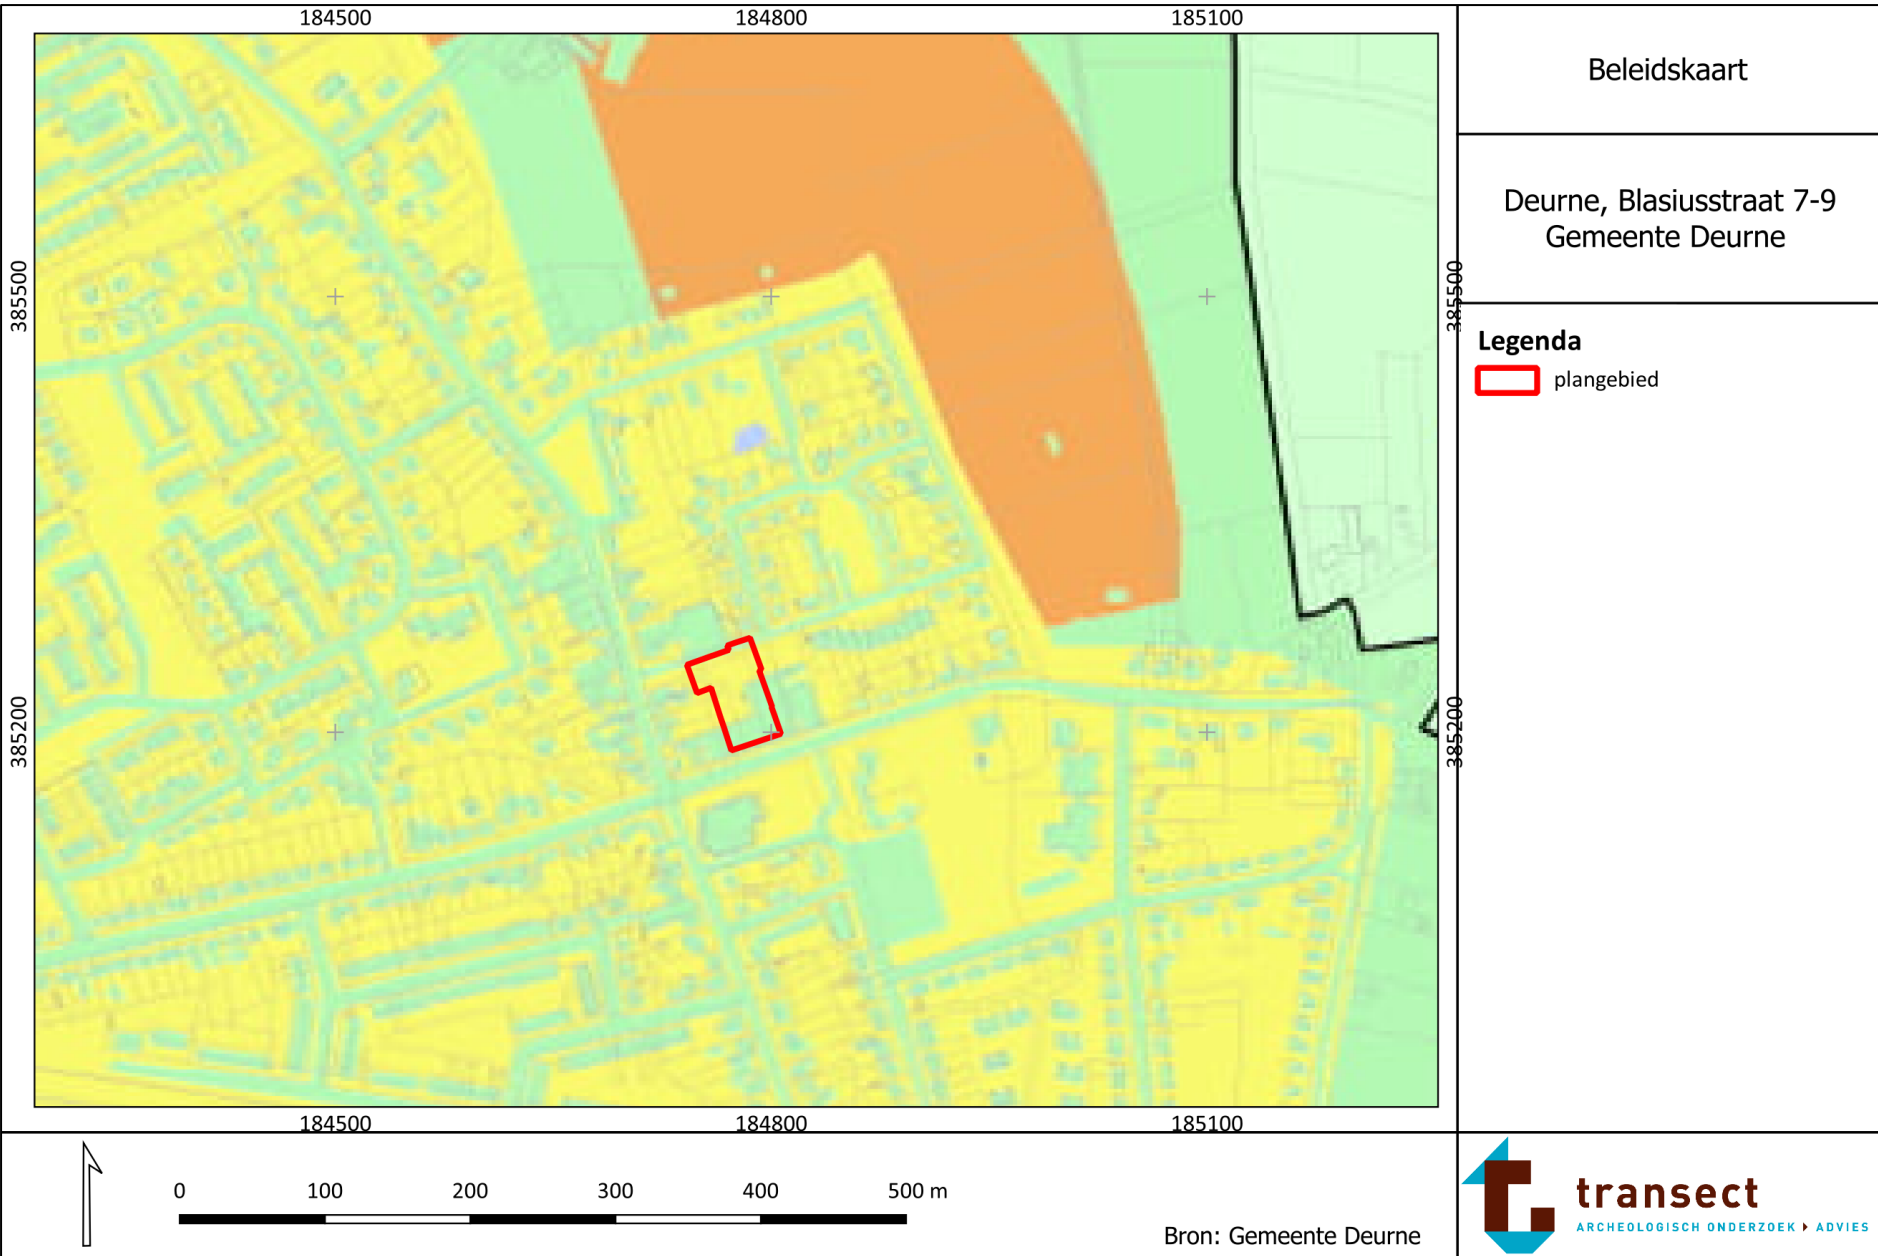 184500 184800 185100
385500 385500
385200 385200
184500 184800 185100
Beleidskaart
Deurne, Blasiusstraat 7-9
Gemeente Deurne
Legenda
plangebied
0 100 200 300 400 500 m
Bron: Gemeente Deurne
transect
ARCHEOLOGISCH ONDERZOEK ADVIES